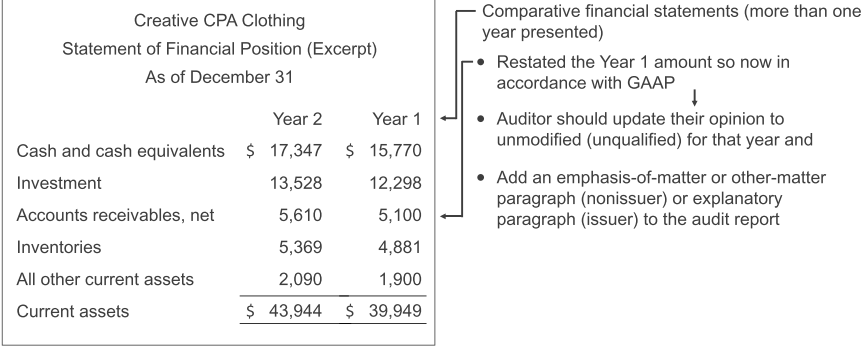 Creative CPA Clothing
Statement of Financial Position (Excerpt)
As of December 31
Year 2 Year 1
Cash and cash equivalents $ 17,347 $ 15,770
Investment 13,528 12,298
Accounts receivables, net 5,610 5,100
Inventories 5,369 4,881
All other current assets 2,090 1,900
Current assets $ 43,944 $ 39,949
Comparative financial statements (more than one
year presented)
• Restated the Year 1 amount so now in
accordance with GAAP
• Auditor should update their opinion to
unmodified (unqualified) for that year and
• Add an emphasis-of-matter or other-matter
paragraph (nonissuer) or explanatory
paragraph (issuer) to the audit report